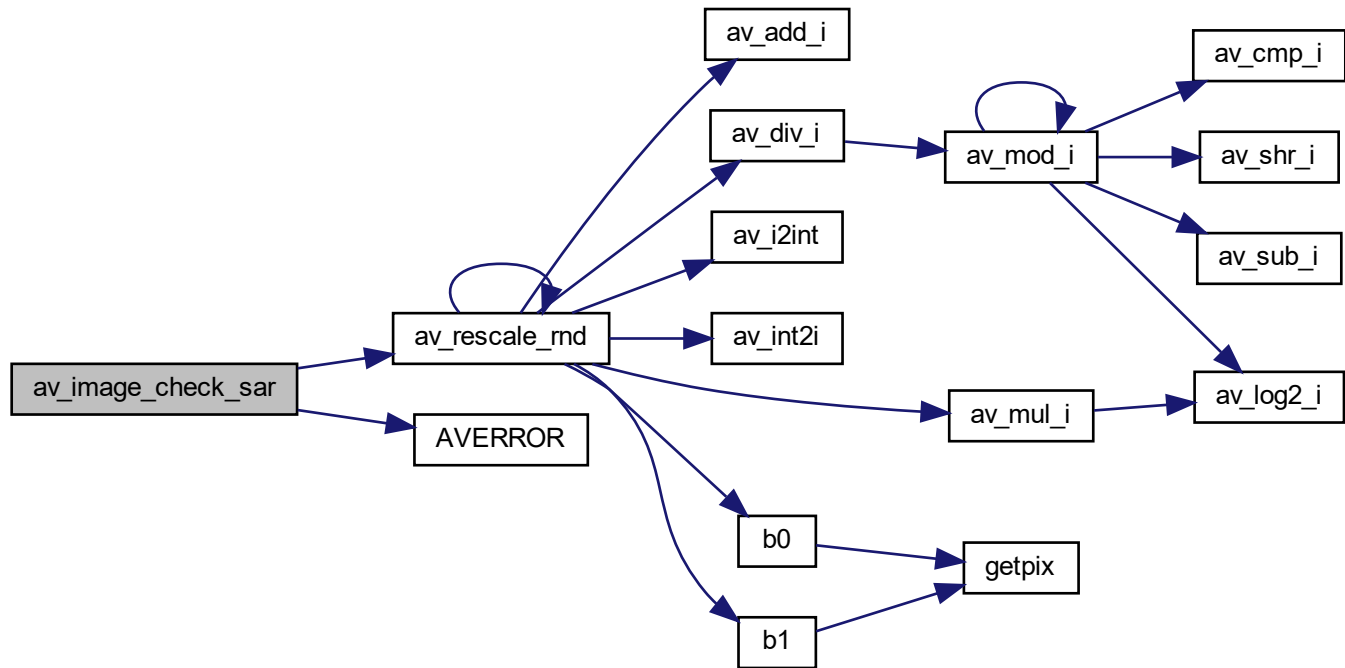 av_add_i
av_cmp_i
av_div_i
av_mod_i
av_shr_i
av_i2int
av_sub_i
av_rescale_rnd
av_int2i
av_image_check_sar
av_log2_i
av_mul_i
AVERROR
b0
getpix
b1